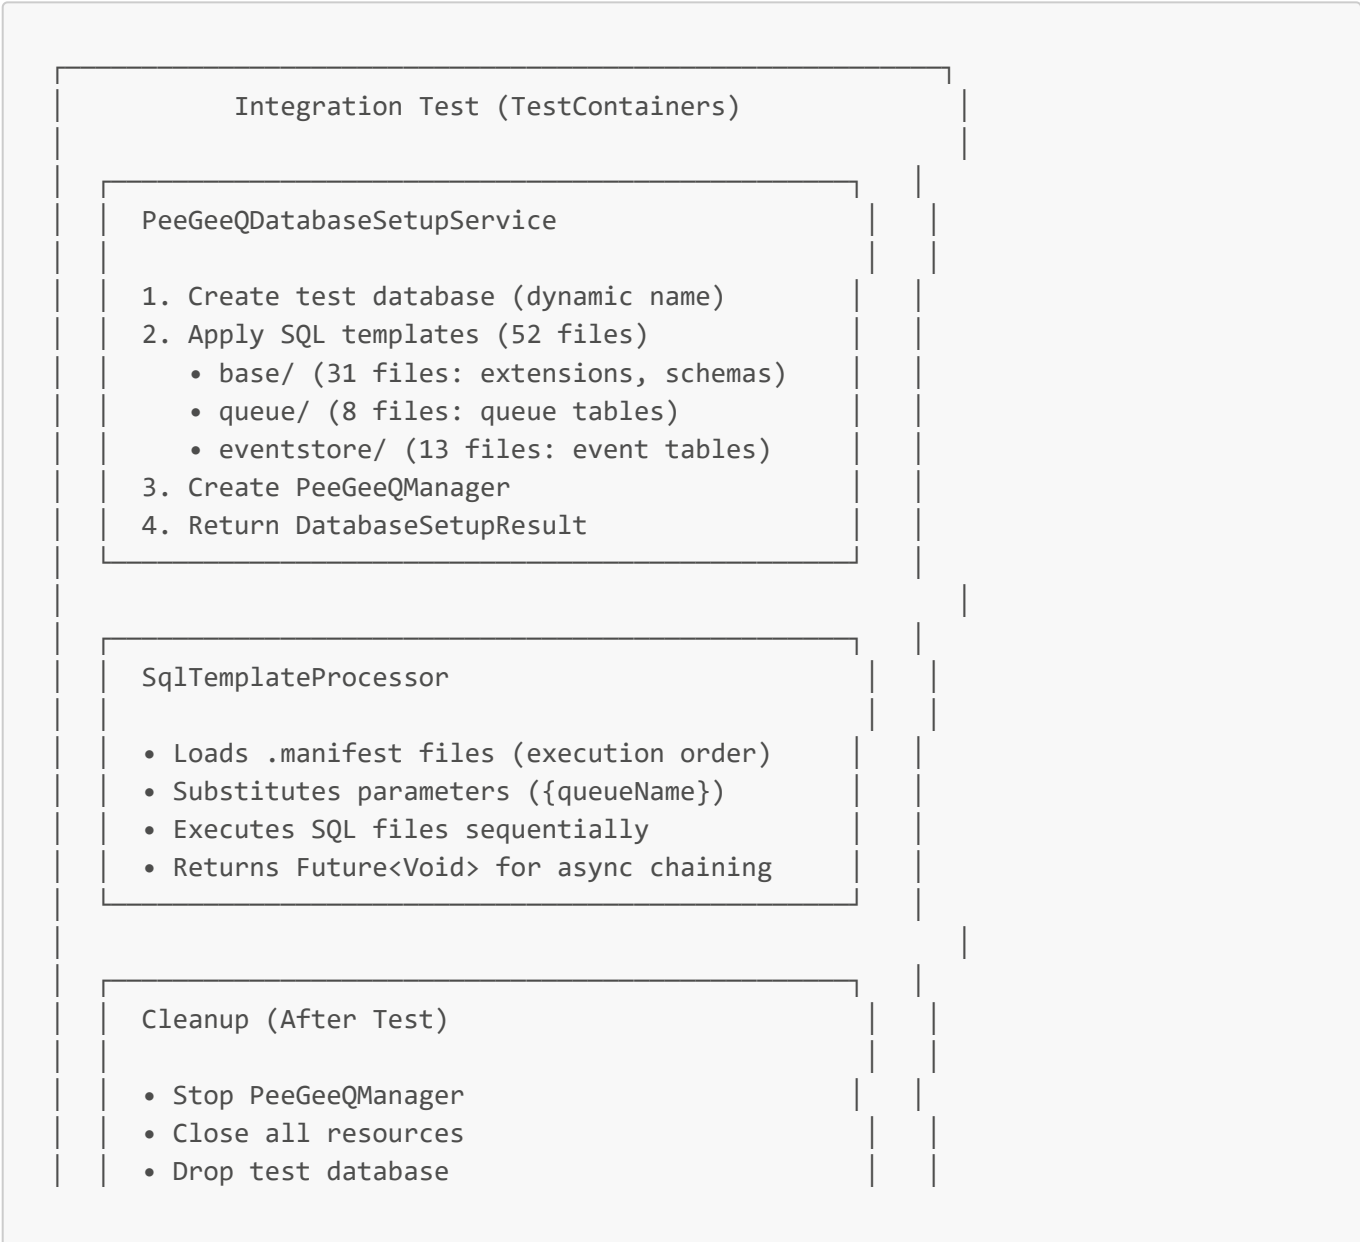 Integration Test (TestContainers)
PeeGeeQDatabaseSetupService
1. Create test database (dynamic name)
2. Apply SQL templates (52 files)
• base/ (31 files: extensions, schemas)
• queue/ (8 files: queue tables)
• eventstore/ (13 files: event tables)
3. Create PeeGeeQManager
4. Return DatabaseSetupResult
SqlTemplateProcessor
• Loads .manifest files (execution order)
• Substitutes parameters ({queueName})
• Executes SQL files sequentially
• Returns Future<Void> for async chaining
Cleanup (After Test)
• Stop PeeGeeQManager
• Close all resources
• Drop test database